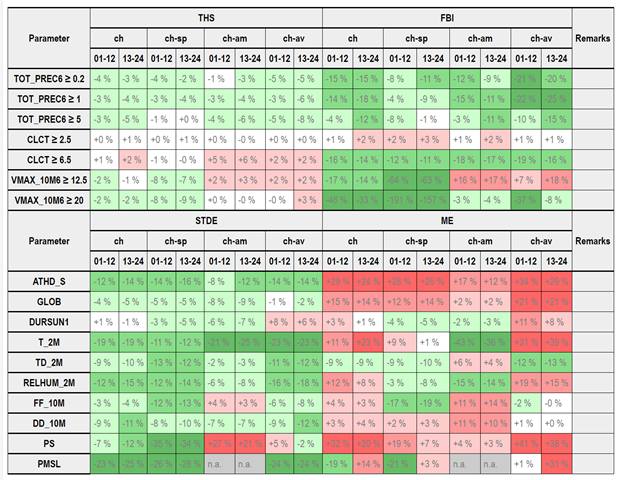 THS FBI
Parameter ch ch-sp ch-am ch-av ch ch-sp ch-am ch-av Remarks
01-12 13-24 01-12 13-24 01-12 13-24 01-12 13-24 01-12 13-24 01-12 13-24 01-12 13-24 01-12 13-24
TOT_PREC6 ≥ 0.2 -4 % -3 % -4 % -2 % -1 % -3 % -5 % -5 % -15 % -15 % -8 % -11 % -12 % -9 % -21 % -20 %
TOT_PREC6 ≥ 1 -3 % -4 % -3 % -3 % -4 % -4 % -5 % -6 % -14 % -18 % -4 % -9 % -15 % -11 % -22 % -25 %
TOT_PREC6 ≥ 5 -3 % -5 % -1 % +0 % -4 % -6 % -5 % -8 % -4 % -12 % -8 % -1 % -3 % -11 % -10 % -15 %
CLCT ≥ 2.5 +0 % +1 % +0 % +1 % +0 % +0 % +0 % +0 % +1 % +2 % +2 % +3 % +1 % +2 % +1 % +1 %
CLCT ≥ 6.5 +1 % +2 % -1 % -0 % +5 % +6 % +2 % +2 % -16 % -14 % -12 % -11 % -18 % -17 % -19 % -16 %
VMAX_10M6 ≥ 12.5 -2 % -1 % -8 % -7 % +2 % +3 % +2 % +2 % -17 % -14 % -64 % -63 % +16 % +17 % +7 % +18 %
VMAX_10M6 ≥ 20 -2 % -2 % -8 % -9 % +0 % -0 % -0 % +3 % -46 % -33 % -191 % -157 % -3 % -4 % -37 % -8 %
STDE ME
Parameter ch ch-sp ch-am ch-av ch ch-sp ch-am ch-av Remarks
01-12 13-24 01-12 13-24 01-12 13-24 01-12 13-24 01-12 13-24 01-12 13-24 01-12 13-24 01-12 13-24
ATHD_S -12 % -14 % -14 % -16 % -8 % -12 % -14 % -14 % +29 % +24 % +28 % +26 % +17 % +12 % +34 % +29 %
GLOB -4 % -5 % -5 % -5 % -8 % -9 % -1 % -2 % +15 % +14 % +12 % +14 % +2 % +2 % +21 % +21 %
DURSUN1 +1 % -1 % -3 % -5 % -6 % -7 % +8 % +6 % +3 % +1 % -4 % -5 % -2 % -3 % +11 % +8 %
T_2M -19 % -19 % -11 % -12 % -21 % -25 % -23 % -23 % +11 % +23 % +9 % +1 % -43 % -36 % +31 % +39 %
TD_2M -9 % -10 % -13 % -12 % -2 % -3 % -12 % -12 % -9 % -9 % -9 % -10 % +6 % +4 % -12 % -13 %
RELHUM_2M -12 % -15 % -12 % -14 % -6 % -8 % -16 % -18 % +12 % +8 % -3 % -8 % -15 % -14 % +19 % +15 %
FF_10M -3 % -4 % -12 % -13 % +4 % +3 % -6 % -8 % +4 % +3 % -17 % -19 % +11 % +14 % -2 % -0 %
DD_10M -9 % -11 % -8 % -10 % -7 % -7 % -9 % -12 % +3 % +4 % +2 % +3 % +11 % +10 % +1 % +0 %
PS -7 % -12 % -35 % -34 % +27 % +21 % +5 % -2 % +32 % +30 % +19 % +7 % +4 % +3 % +41 % +36 %
PMSL -23 % -25 % -26 % -28 % n.a. n.a. -24 % -24 % -19 % +14 % -21 % +3 % n.a. n.a. +1 % +31 %